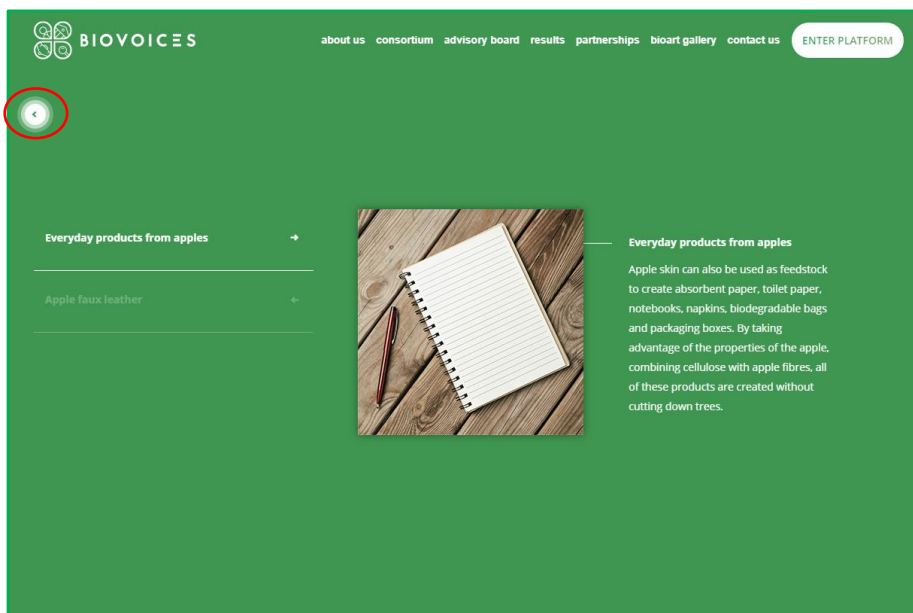 BIOVOICES
about us consortium advisory board results partnerships bioart gallery contact us ENTER PLATFORM
Everyday products from apples
Apple faux leather
Everyday products from apples
Apple skin can also be used as feedstock
to create absorbent paper, toilet paper,
notebooks, napkins, biodegradable bags
and packaging boxes. By taking
advantage of the properties of the apple,
combining cellulose with apple fibres, all
of these products are created without
cutting down trees.